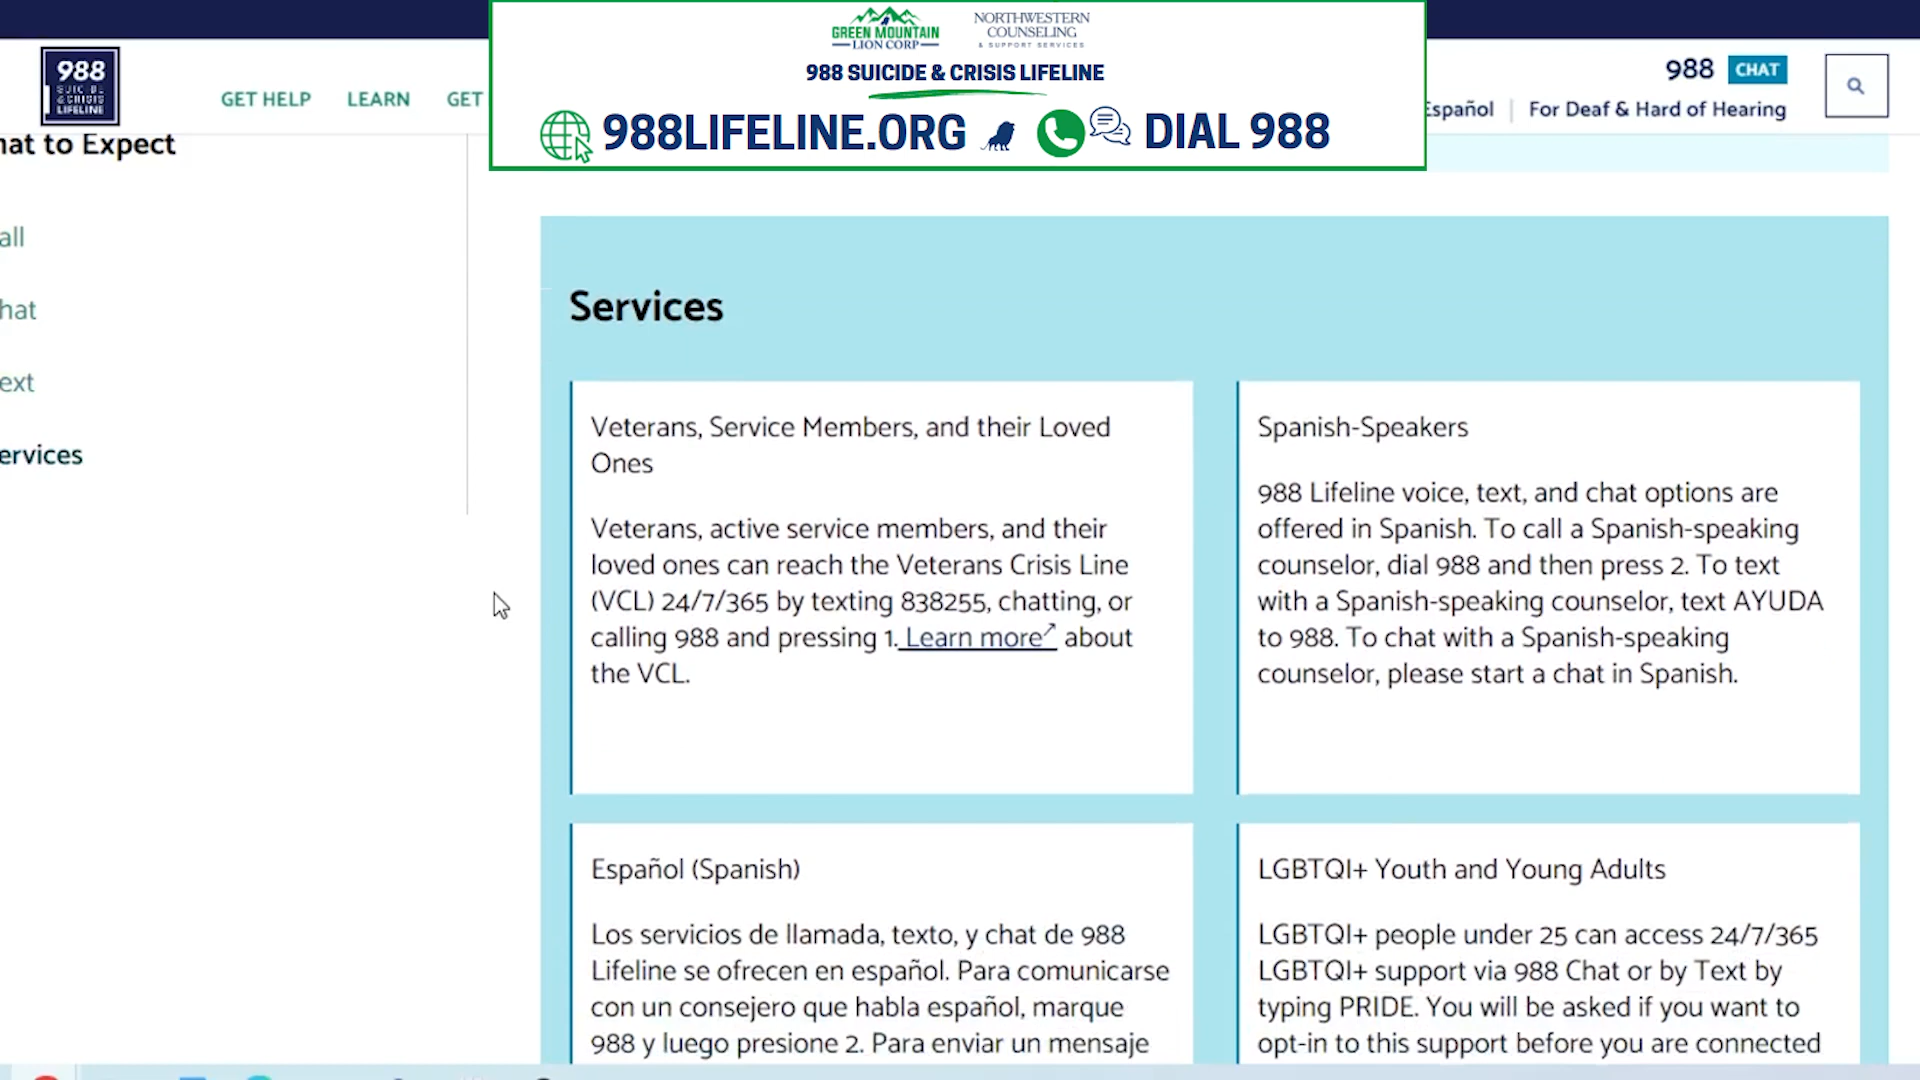 GREEN MOUNTAIN
LION CORP
NORTHWESTERN
COUNSELING
& SUPPORT SERVICES
988 SUICIDE & CRISIS LIFELINE
988LIFELINE.ORG
DIAL 988
988
SUICIDE
& CRISIS
LIFELINE
GET HELP
LEARN
GET
988
CHAT
Español
For Deaf & Hard of Hearing
hat to Expect
all
hat
ext
ervices
Services
Veterans, Service Members, and their Loved
Ones
Veterans, active service members, and their
loved ones can reach the Veterans Crisis Line
(VCL) 24/7/365 by texting 838255, chatting, or
calling 988 and pressing 1. Learn more↗ about
the VCL.
Spanish-Speakers
988 Lifeline voice, text, and chat options are
offered in Spanish. To call a Spanish-speaking
counselor, dial 988 and then press 2. To text
with a Spanish-speaking counselor, text AYUDA
to 988. To chat with a Spanish-speaking
counselor, please start a chat in Spanish.
Español (Spanish)
Los servicios de llamada, texto, y chat de 988
Lifeline se ofrecen en español. Para comunicarse
con un consejero que habla español, marque
988 y luego presione 2. Para enviar un mensaje
LGBTQI+ Youth and Young Adults
LGBTQI+ people under 25 can access 24/7/365
LGBTQI+ support via 988 Chat or by Text by
typing PRIDE. You will be asked if you want to
opt-in to this support before you are connected